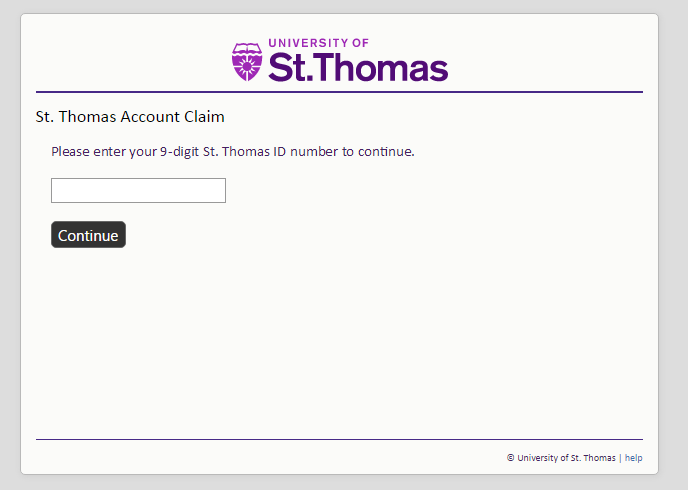 UNIVERSITY OF
St.Thomas
St. Thomas Account Claim
Please enter your 9-digit St. Thomas ID number to continue.
Continue
© University of St. Thomas | help